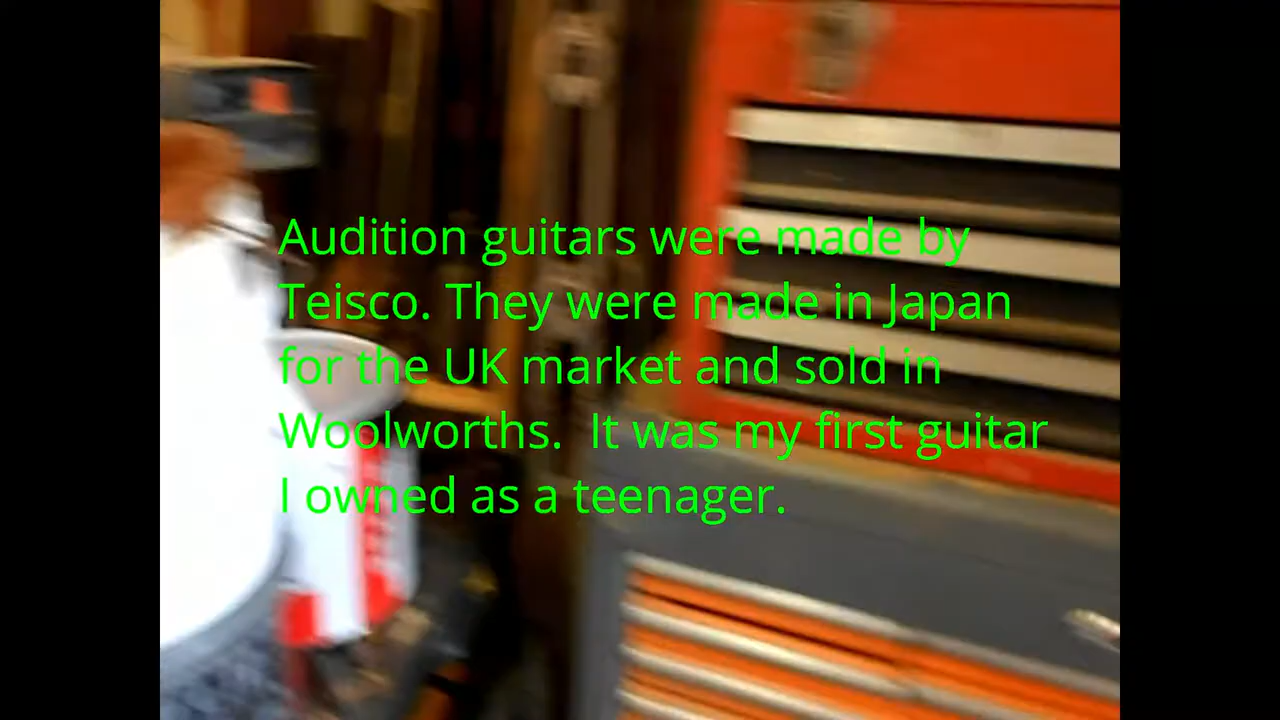 Audition guitars were made by
Teisco. They were made in Japan
for the UK market and sold in
Woolworths.  It was my first guitar
I owned as a teenager.